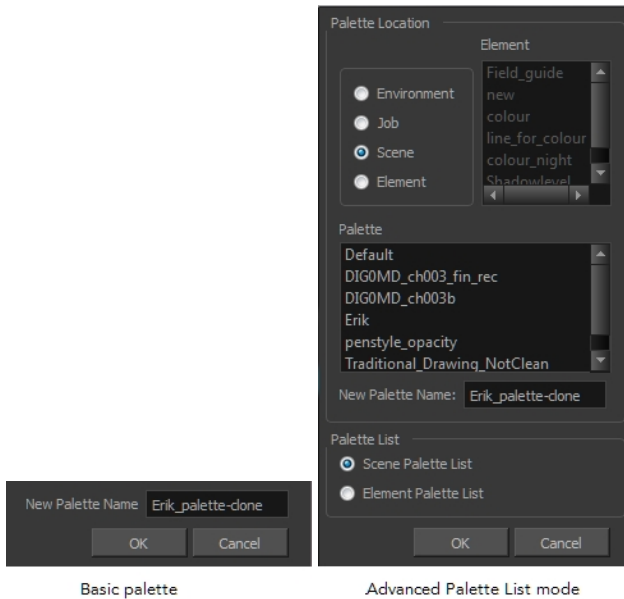 Palette Location
Element
Environment
Job
Scene
Element
Field_guide
new
colour
line_for_colour
colour_night
Shadowlevel
Palette
Default
DIG0MD_ch003_fin_rec
DIG0MD_ch003b
Erik
penstyle_opacity
Traditional_Drawing_NotClean
New Palette Name: Erik_palette-clone
Palette List
Scene Palette List
Element Palette List
OK Cancel
New Palette Name Erik_palette-clone
OK Cancel
Basic palette
Advanced Palette List mode